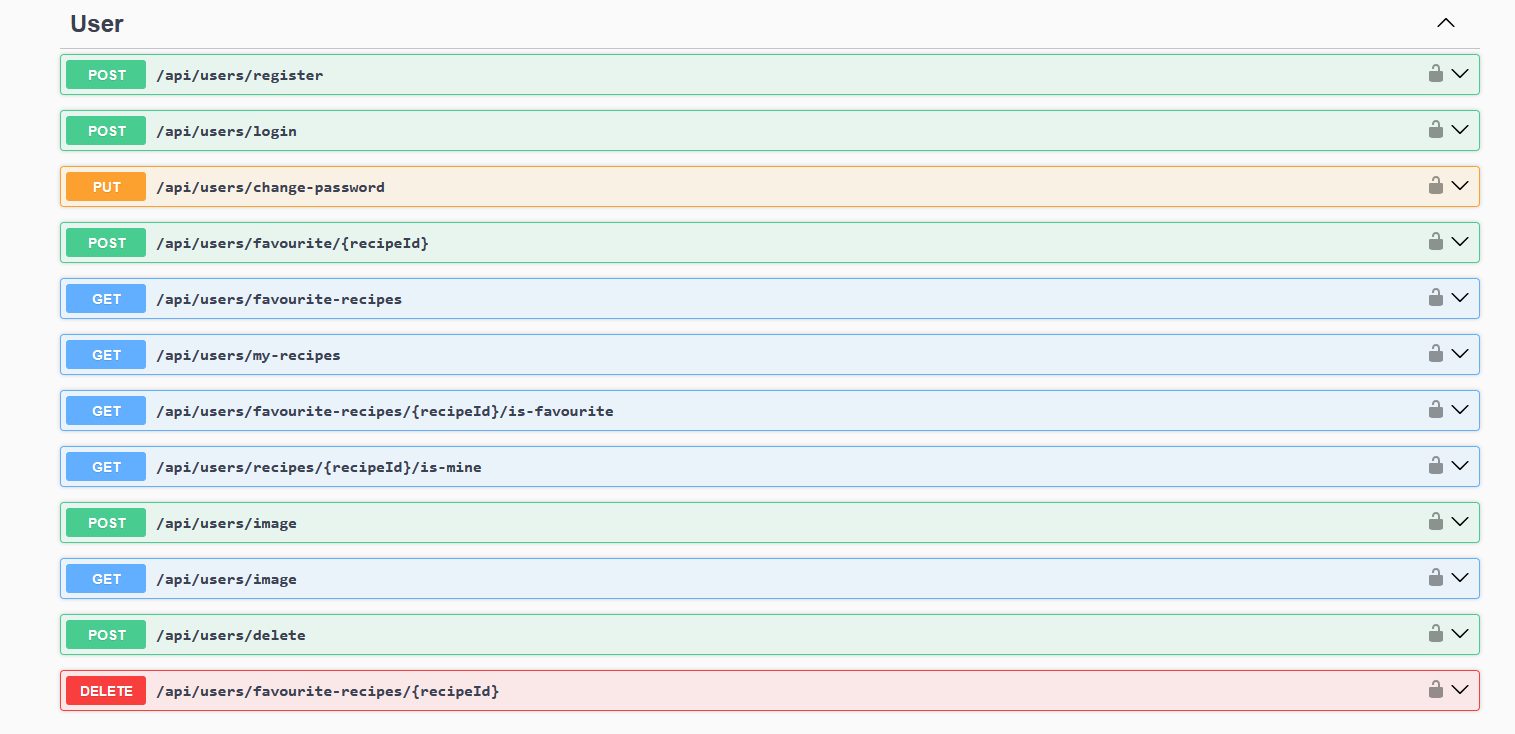 User
POST /api/users/register
POST /api/users/login
PUT /api/users/change-password
POST /api/users/favourite/{recipeId}
GET /api/users/favourite-recipes
GET /api/users/my-recipes
GET /api/users/favourite-recipes/{recipeId}/is-favourite
GET /api/users/recipes/{recipeId}/is-mine
POST /api/users/image
GET /api/users/image
POST /api/users/delete
DELETE /api/users/favourite-recipes/{recipeId}